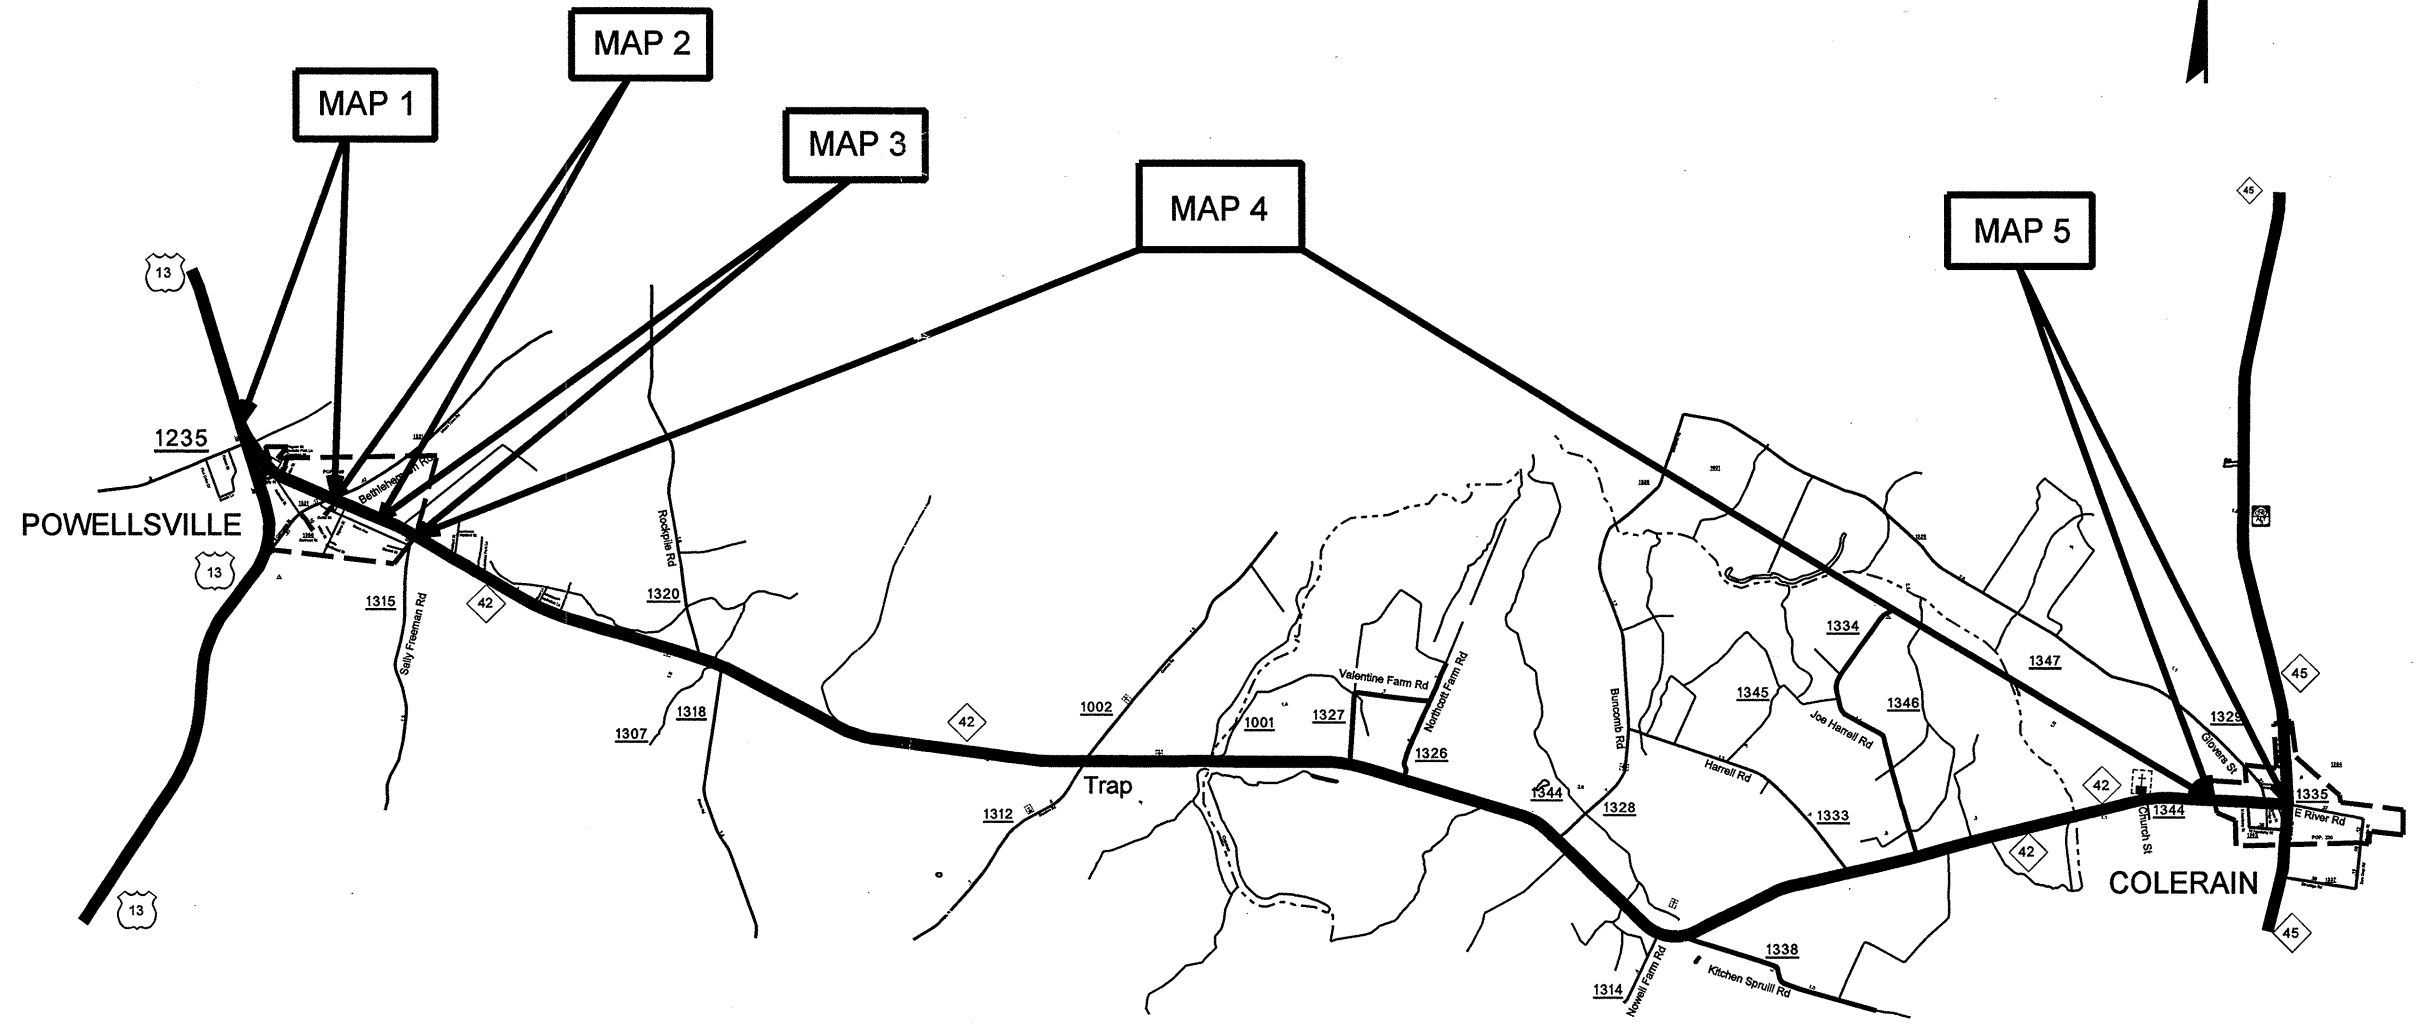 MAP 2
MAP 1
MAP 3
MAP 4
MAP 5
45
13
1235
Bethlehem Rd
POWELLSVILLE
Rockpile Rd
13
42
1315
1320
Sally Freeman Rd
1334
1347
Valentine Farm Rd
Northcott Farm Rd
45
1345
1346
Buncomb Rd
1002
1318
1327
1001
1307
42
Joe Harrell Rd
1329
Glovers St
1326
Harrell Rd
Trap
42
1344
1335
1328
1344
1312
1333
E River Rd
POP. 220
Church St
42
COLERAIN
13
45
1338
Kitchen Spruill Rd
Nowell Farm Rd
1314